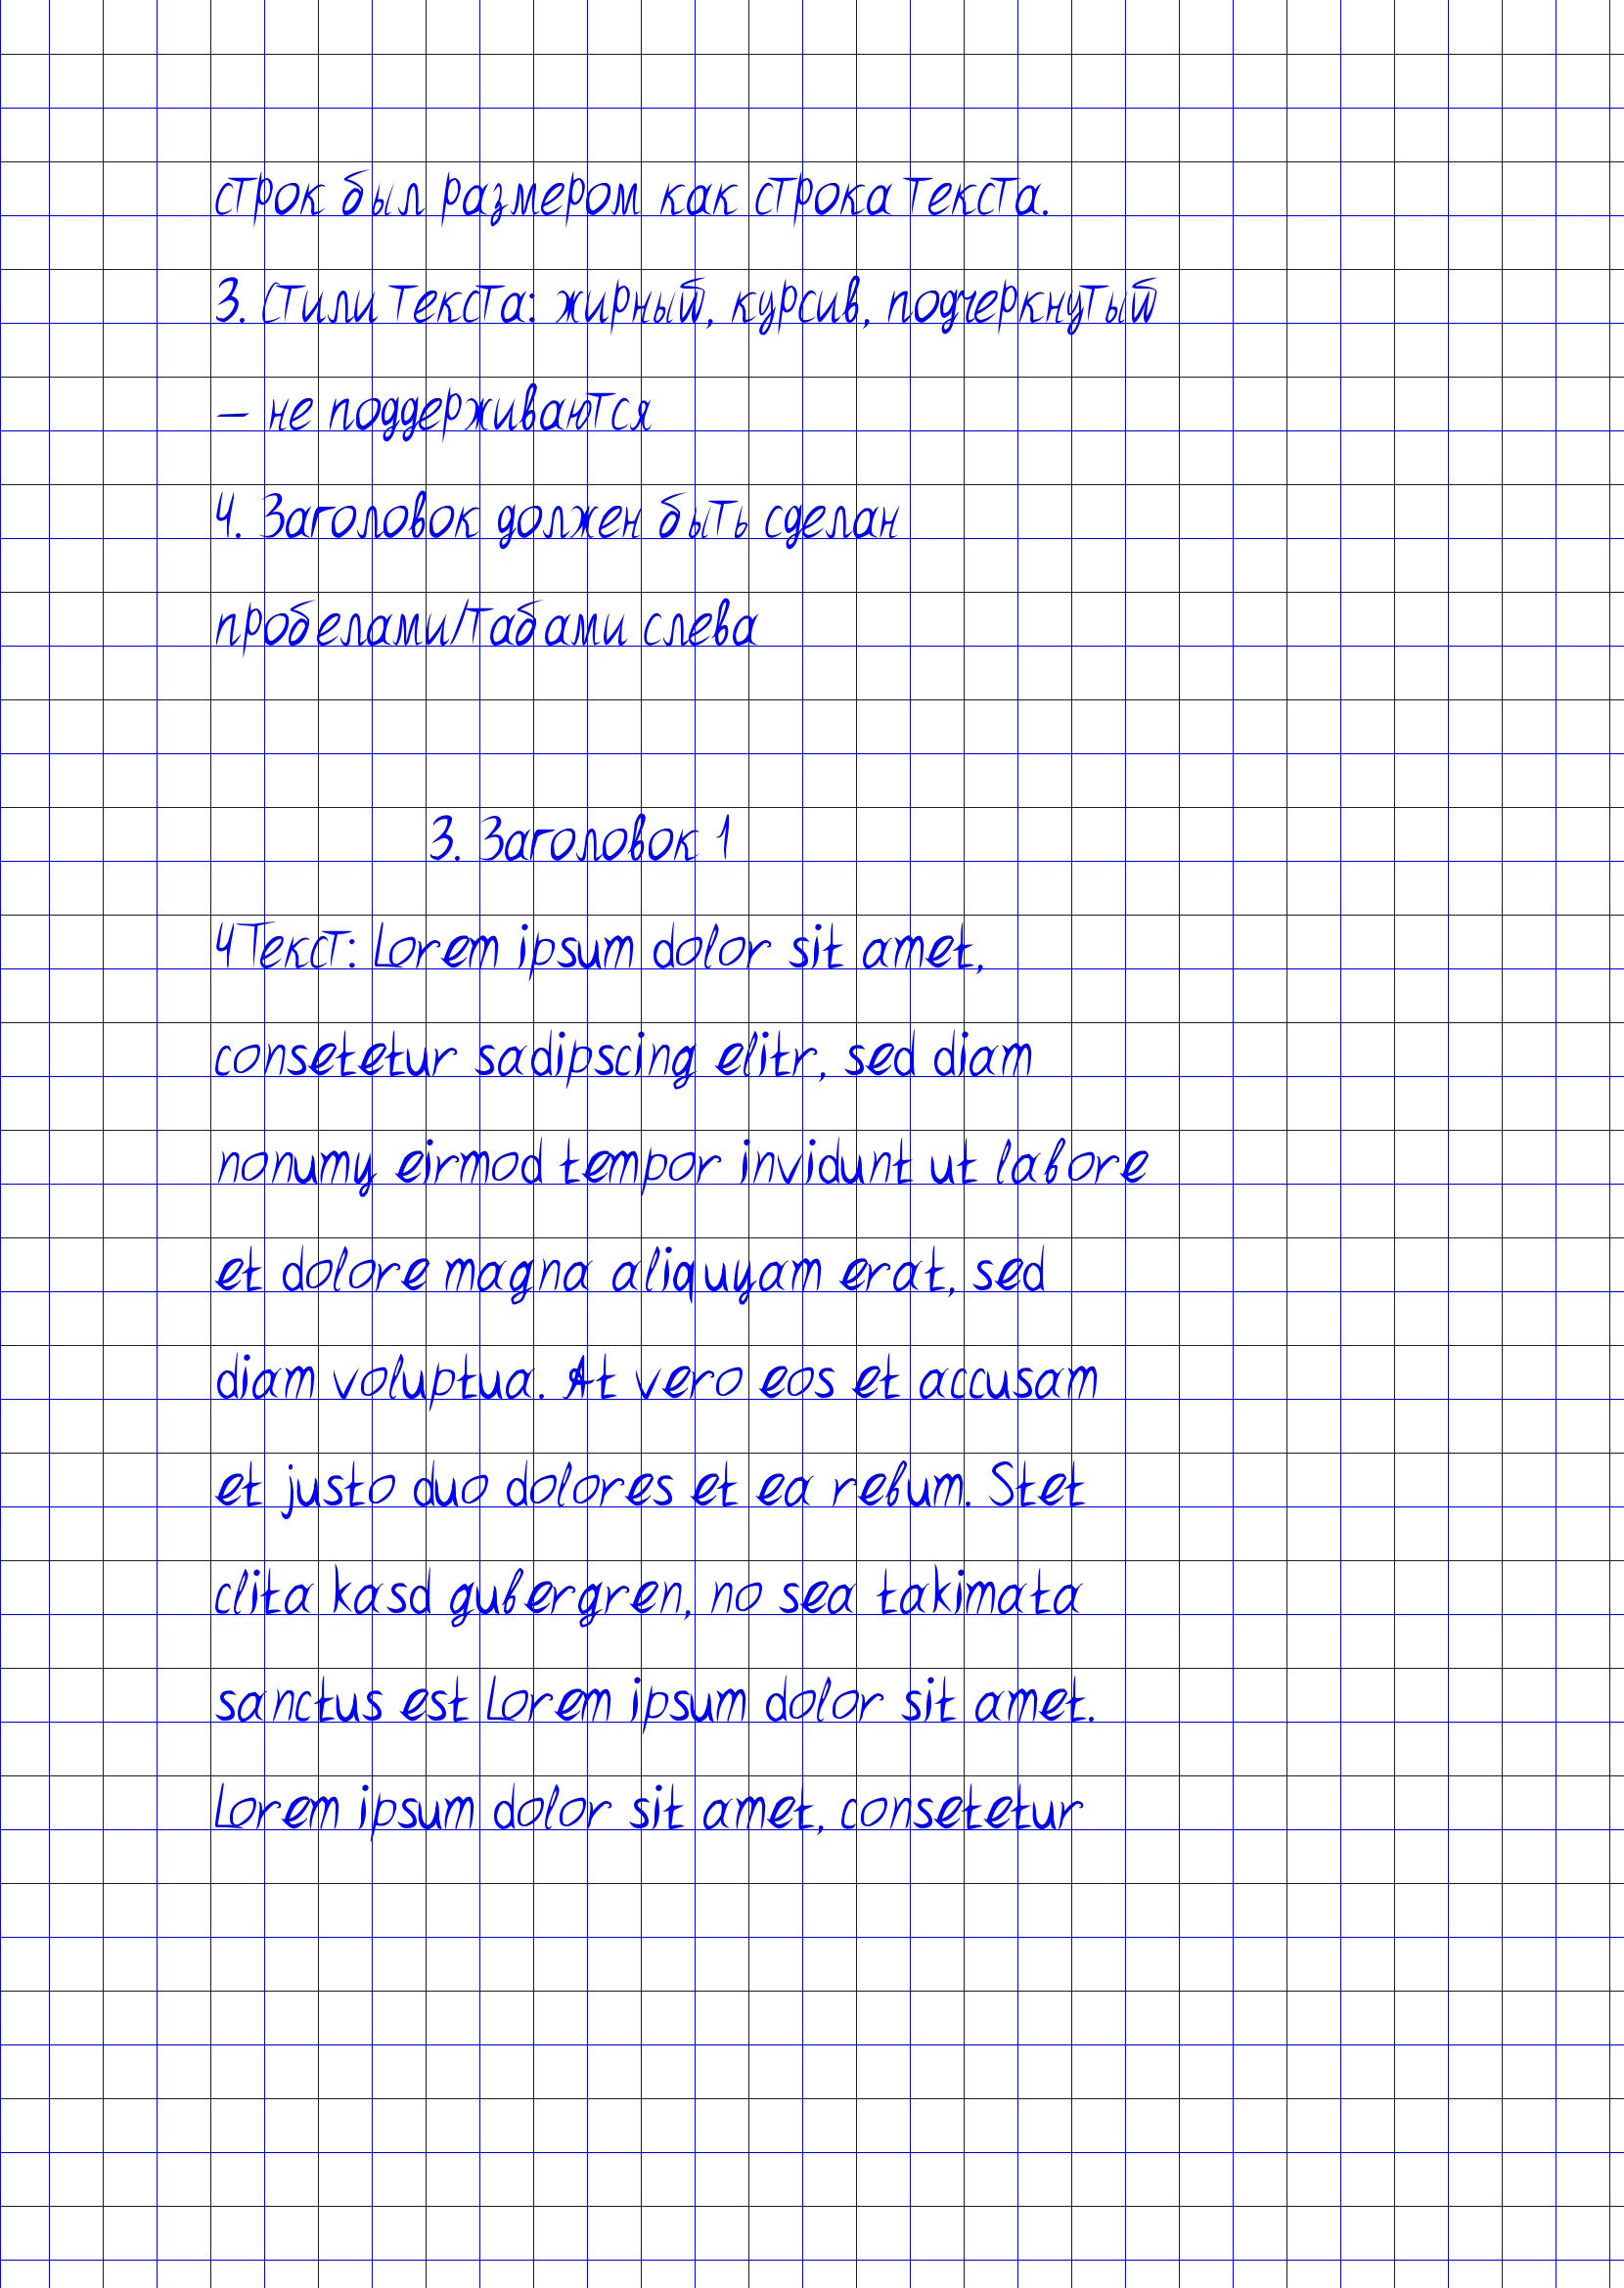 строк был размером как строка текста.
3. Стили текста: жирный, курсив, подчеркнутый
– не поддерживаются
4. Заголовок должен быть сделан
пробелами/табами слева
3. Заголовок 1
4 Текст: Lorem ipsum dolor sit amet,
consetetur sadipscing elitr, sed diam
nonumy eirmod tempor invidunt ut labore
et dolore magna aliquyam erat, sed
diam voluptua. At vero eos et accusam
et justo duo dolores et ea rebum. Stet
clita kasd gubergren, no sea takimata
sanctus est Lorem ipsum dolor sit amet.
Lorem ipsum dolor sit amet, consetetur